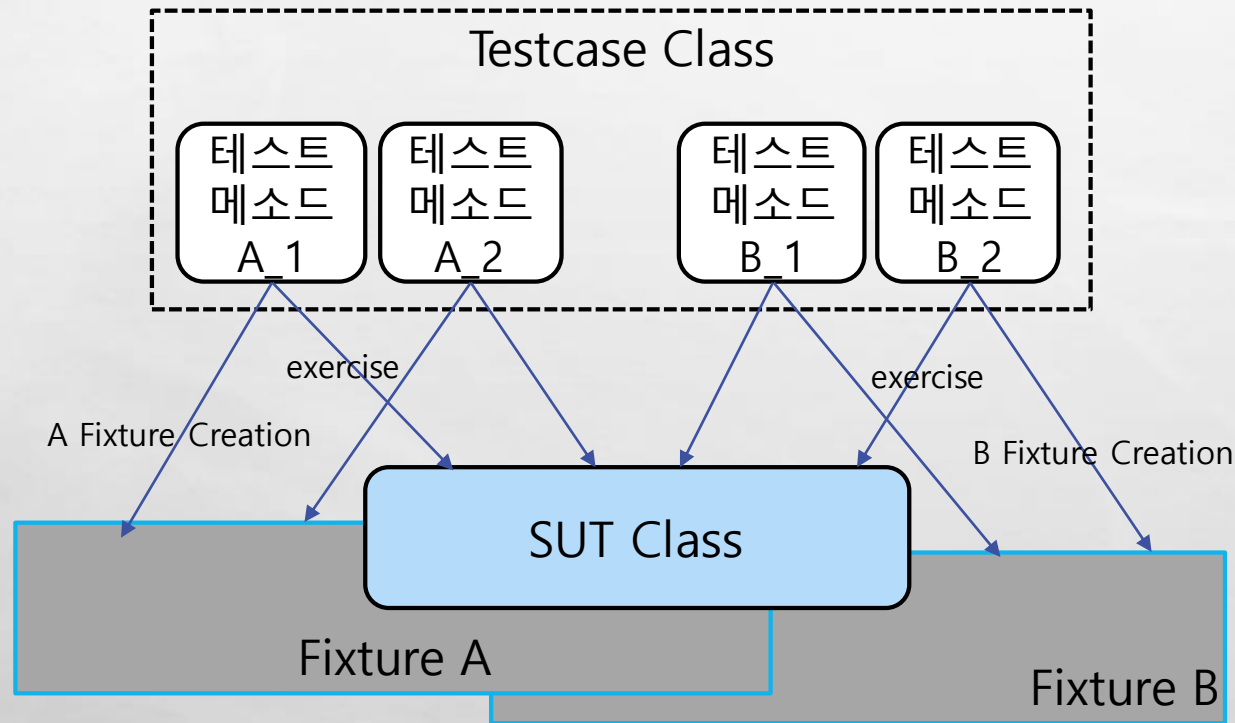 Testcase Class
테스트
메소드
A_1
테스트
메소드
A_2
테스트
메소드
B_1
테스트
메소드
B_2
exercise
exercise
A Fixture Creation
B Fixture Creation
SUT Class
Fixture A
Fixture B